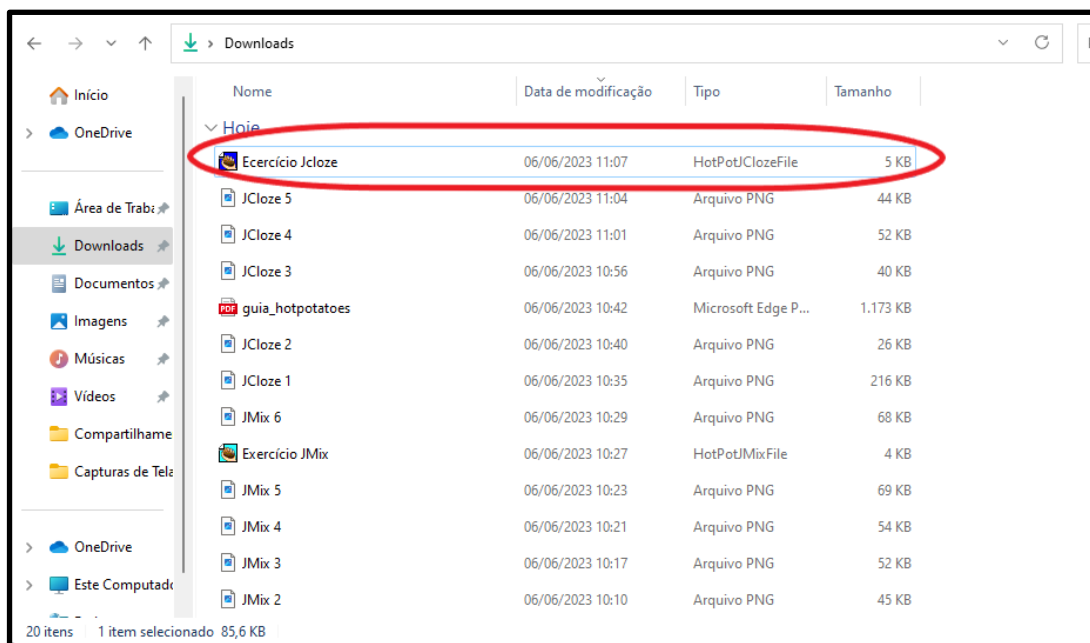 Downloads
Início
OneDrive
Área de Traba
Downloads
Documentos
Imagens
Músicas
Vídeos
Compartilhame
Capturas de Tela
OneDrive
Este Computado
Nome Data de modificação Tipo Tamanho
Hoje
Ecercício Jcloze 06/06/2023 11:07 HotPotJClozeFile 5 KB
JCloze 5 06/06/2023 11:04 Arquivo PNG 44 KB
JCloze 4 06/06/2023 11:01 Arquivo PNG 52 KB
JCloze 3 06/06/2023 10:56 Arquivo PNG 40 KB
PDF guia_hotpotatoes 06/06/2023 10:42 Microsoft Edge P... 1.173 KB
JCloze 2 06/06/2023 10:40 Arquivo PNG 26 KB
JCloze 1 06/06/2023 10:35 Arquivo PNG 216 KB
JMix 6 06/06/2023 10:29 Arquivo PNG 68 KB
Exercício JMix 06/06/2023 10:27 HotPotJMixFile 4 KB
JMix 5 06/06/2023 10:23 Arquivo PNG 69 KB
JMix 4 06/06/2023 10:21 Arquivo PNG 54 KB
JMix 3 06/06/2023 10:17 Arquivo PNG 52 KB
JMix 2 06/06/2023 10:10 Arquivo PNG 45 KB
20 itens 1 item selecionado 85,6 KB